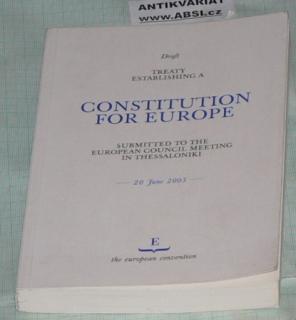 ANTIKVARIAT
www.ABSI.cz
Draft
TREATY
ESTABLISHING A
CONSTITUTION
FOR EUROPE
SUBMITTED TO THE
EUROPEAN COUNCIL MEETING
IN THESSALONIKI
20 June 2003
E
the european convention